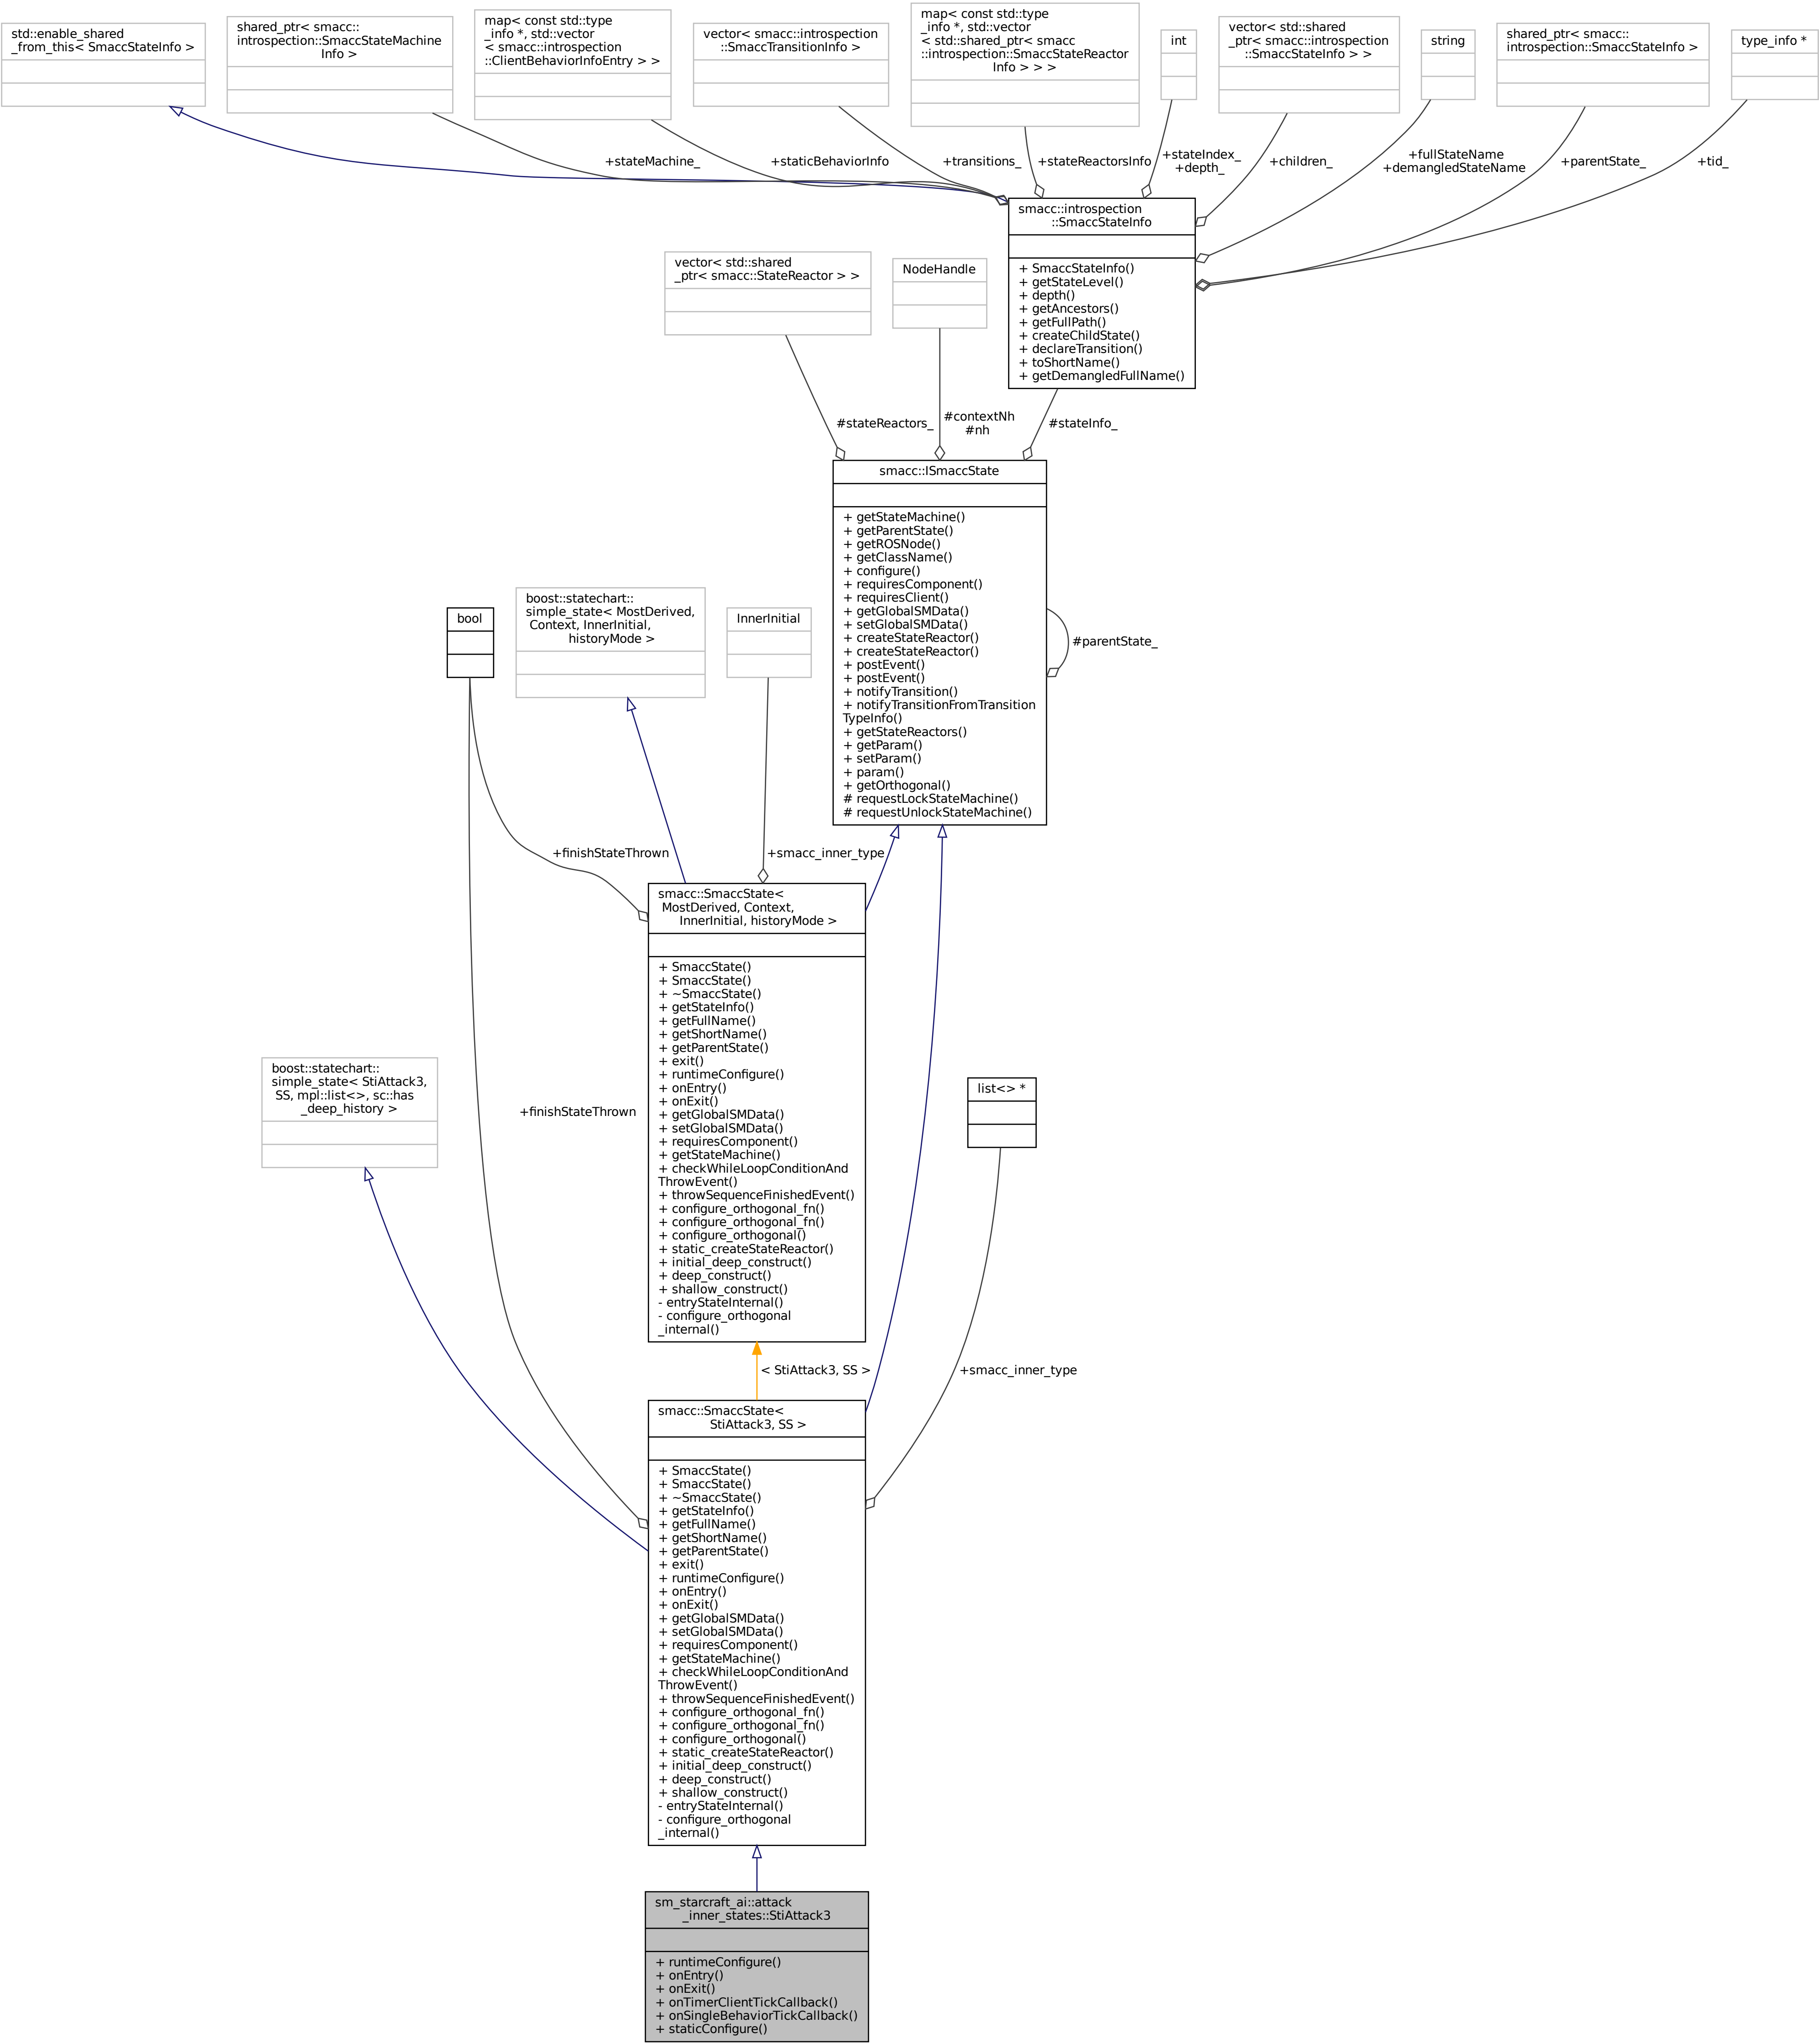 std::enable_shared
_from_this< SmaccStateInfo >
shared_ptr< smacc::
introspection::SmaccStateMachine
Info >
map< const std::type
_info *, std::vector
< smacc::introspection
::ClientBehaviorInfoEntry > >
vector< smacc::introspection
::SmaccTransitionInfo >
map< const std::type
_info *, std::vector
< std::shared_ptr< smacc
::introspection::SmaccStateReactor
Info > > >
int
vector< std::shared
_ptr< smacc::introspection
::SmaccStateInfo > >
string
shared_ptr< smacc::
introspection::SmaccStateInfo >
type_info *
+stateMachine_
+staticBehaviorInfo
+transitions_
+stateReactorsInfo
+stateIndex_
+depth_
+children_
+fullStateName
+demangledStateName
+parentState_
+tid_
smacc::introspection
::SmaccStateInfo
+ SmaccStateInfo()
+ getStateLevel()
+ depth()
+ getAncestors()
+ getFullPath()
+ createChildState()
+ declareTransition()
+ toShortName()
+ getDemangledFullName()
vector< std::shared
_ptr< smacc::StateReactor > >
NodeHandle
#stateReactors_
#contextNh
#nh
#stateInfo_
smacc::ISmaccState
+ getStateMachine()
+ getParentState()
+ getROSNode()
+ getClassName()
+ configure()
+ requiresComponent()
+ requiresClient()
+ getGlobalSMData()
+ setGlobalSMData()
+ createStateReactor()
+ createStateReactor()
+ postEvent()
+ postEvent()
+ notifyTransition()
+ notifyTransitionFromTransition
TypeInfo()
+ getStateReactors()
+ getParam()
+ setParam()
+ param()
+ getOrthogonal()
# requestLockStateMachine()
# requestUnlockStateMachine()
#parentState_
bool
boost::statechart::
simple_state< MostDerived,
Context, InnerInitial,
historyMode >
InnerInitial
+finishStateThrown
+smacc_inner_type
smacc::SmaccState<
MostDerived, Context,
InnerInitial, historyMode >
+ SmaccState()
+ SmaccState()
+ ~SmaccState()
+ getStateInfo()
+ getFullName()
+ getShortName()
+ getParentState()
+ exit()
+ runtimeConfigure()
+ onEntry()
+ onExit()
+ getGlobalSMData()
+ setGlobalSMData()
+ requiresComponent()
+ getStateMachine()
+ checkWhileLoopConditionAnd
ThrowEvent()
+ throwSequenceFinishedEvent()
+ configure_orthogonal_fn()
+ configure_orthogonal_fn()
+ configure_orthogonal()
+ static_createStateReactor()
+ initial_deep_construct()
+ deep_construct()
+ shallow_construct()
- entryStateInternal()
- configure_orthogonal
_internal()
boost::statechart::
simple_state< StiAttack3,
SS, mpl::list<>, sc::has
_deep_history >
+finishStateThrown
list<> *
< StiAttack3, SS >
+smacc_inner_type
smacc::SmaccState<
StiAttack3, SS >
+ SmaccState()
+ SmaccState()
+ ~SmaccState()
+ getStateInfo()
+ getFullName()
+ getShortName()
+ getParentState()
+ exit()
+ runtimeConfigure()
+ onEntry()
+ onExit()
+ getGlobalSMData()
+ setGlobalSMData()
+ requiresComponent()
+ getStateMachine()
+ checkWhileLoopConditionAnd
ThrowEvent()
+ throwSequenceFinishedEvent()
+ configure_orthogonal_fn()
+ configure_orthogonal_fn()
+ configure_orthogonal()
+ static_createStateReactor()
+ initial_deep_construct()
+ deep_construct()
+ shallow_construct()
- entryStateInternal()
- configure_orthogonal
_internal()
sm_starcraft_ai::attack
_inner_states::StiAttack3
+ runtimeConfigure()
+ onEntry()
+ onExit()
+ onTimerClientTickCallback()
+ onSingleBehaviorTickCallback()
+ staticConfigure()